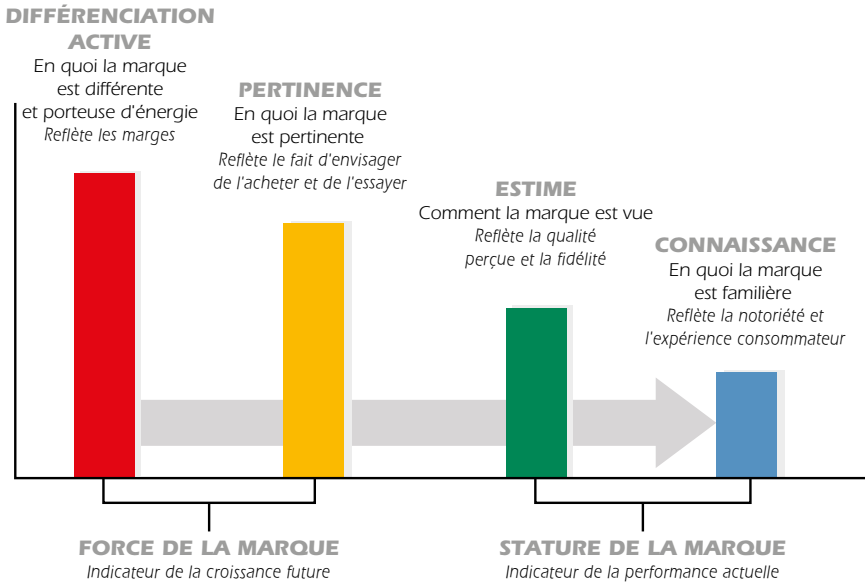 DIFFÉRENCIATION
ACTIVE
En quoi la marque
est différente
et porteuse d'énergie
Reflète les marges
PERTINENCE
En quoi la marque
est pertinente
Reflète le fait d'envisager
de l'acheter et de l'essayer
ESTIME
Comment la marque est vue
Reflète la qualité
perçue et la fidélité
CONNAISSANCE
En quoi la marque
est familière
Reflète la notoriété et
l'expérience consommateur
FORCE DE LA MARQUE
Indicateur de la croissance future
STATURE DE LA MARQUE
Indicateur de la performance actuelle